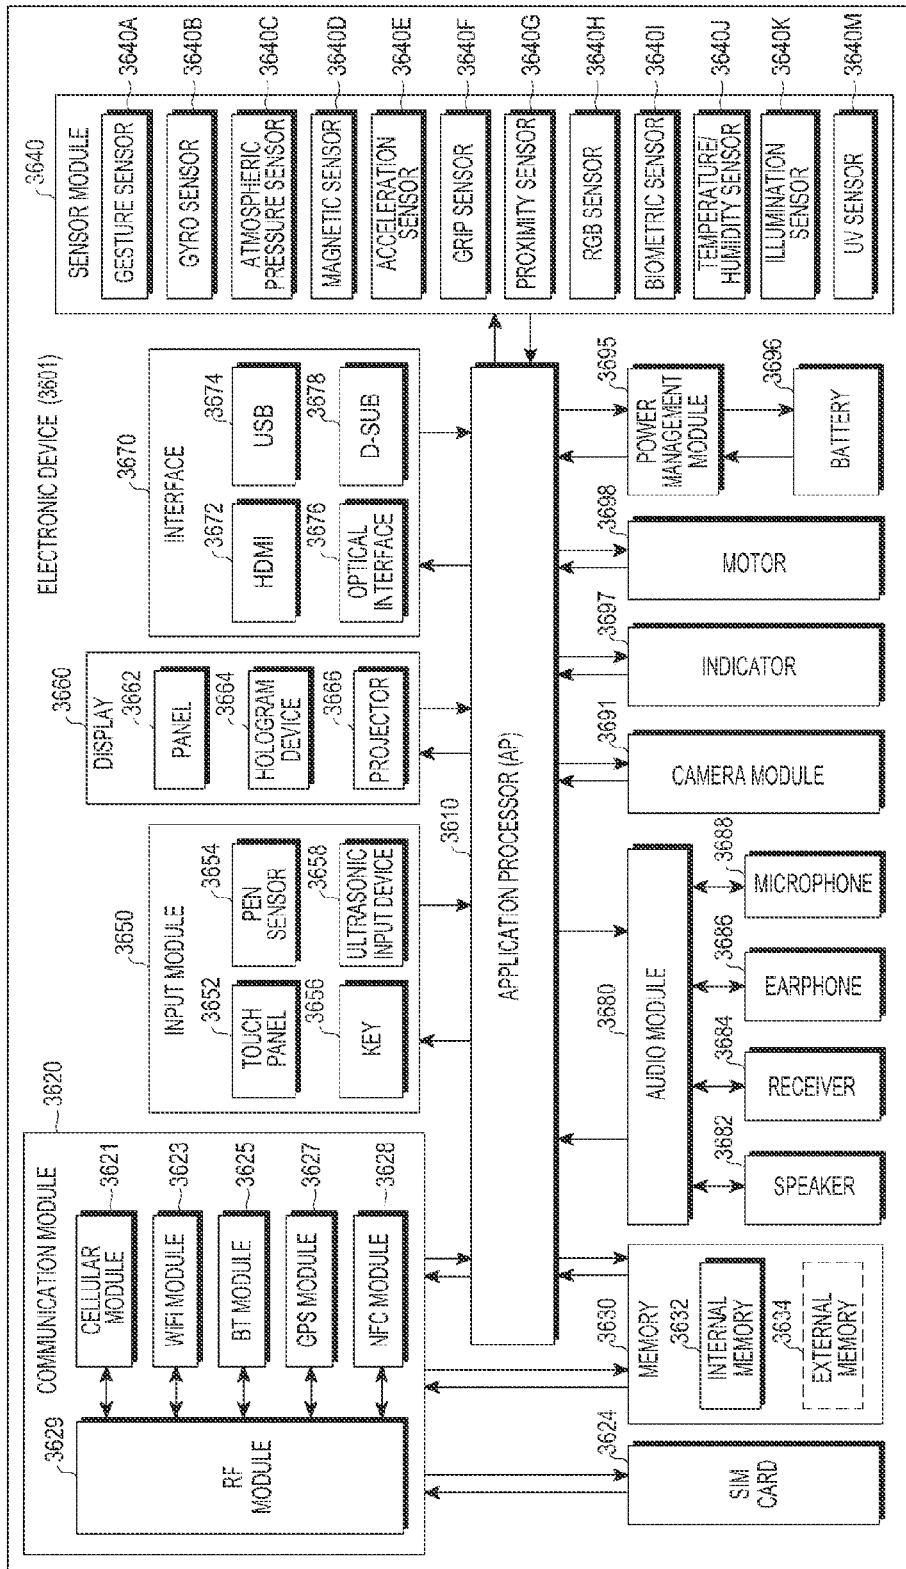 ELECTRONIC DEVICE (3601)
COMMUNICATION MODULE
3620
3629
RF
MODULE
CELLULAR
MODULE
3621
WiFi MODULE
3623
BT MODULE
3625
GPS MODULE
3627
NFC MODULE
3628
3650
INPUT MODULE
3652
TOUCH
PANEL
3654
PEN
SENSOR
3656
KEY
3658
ULTRASONIC
INPUT DEVICE
3660
DISPLAY
3662
PANEL
3664
HOLOGRAM
DEVICE
3666
PROJECTOR
3670
INTERFACE
3672
HDMI
3674
USB
3676
OPTICAL
INTERFACE
3678
D-SUB
3640
SENSOR MODULE
GESTURE SENSOR
3640A
GYRO SENSOR
3640B
ATMOSPHERIC
PRESSURE SENSOR
3640C
MAGNETIC SENSOR
3640D
ACCELERATION
SENSOR
3640E
GRIP SENSOR
3640F
PROXIMITY SENSOR
3640G
RGB SENSOR
3640H
BIOMETRIC SENSOR
3640I
TEMPERATURE/
HUMIDITY SENSOR
3640J
ILLUMINATION
SENSOR
3640K
UV SENSOR
3640M
3610
APPLICATION PROCESSOR (AP)
3624
SIM
CARD
3630
MEMORY
3632
INTERNAL
MEMORY
3634
EXTERNAL
MEMORY
3680
AUDIO MODULE
3682
SPEAKER
3684
RECEIVER
3686
EARPHONE
3688
MICROPHONE
3691
CAMERA MODULE
3697
INDICATOR
3698
MOTOR
3695
POWER
MANAGEMENT
MODULE
3696
BATTERY